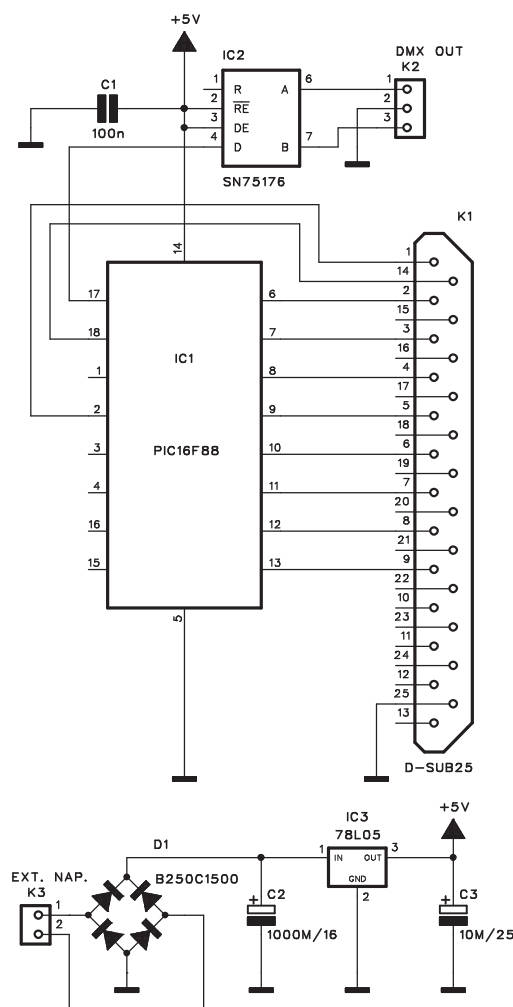 +5V
IC2
DMX OUT
K2
C1
100n
1 R A 6 1
2 RE 2
3 DE 3
4 D B 7
SN75176
K1
14
1
14
17 6 2
15
18 7 3
16
IC1
1 8 4
17
2 9 5
18
PIC16F88
3 10 6
19
4 11 7
20
16 12 8
21
15 13 9
22
5
10
23
11
24
12
25
13
D-SUB25
IC3
78L05
+5V
D1
1 IN OUT 3
GND
2
EXT. NAP.
K3
B250C1500
1
2
+ C2
1000M/16
+ C3
10M/25